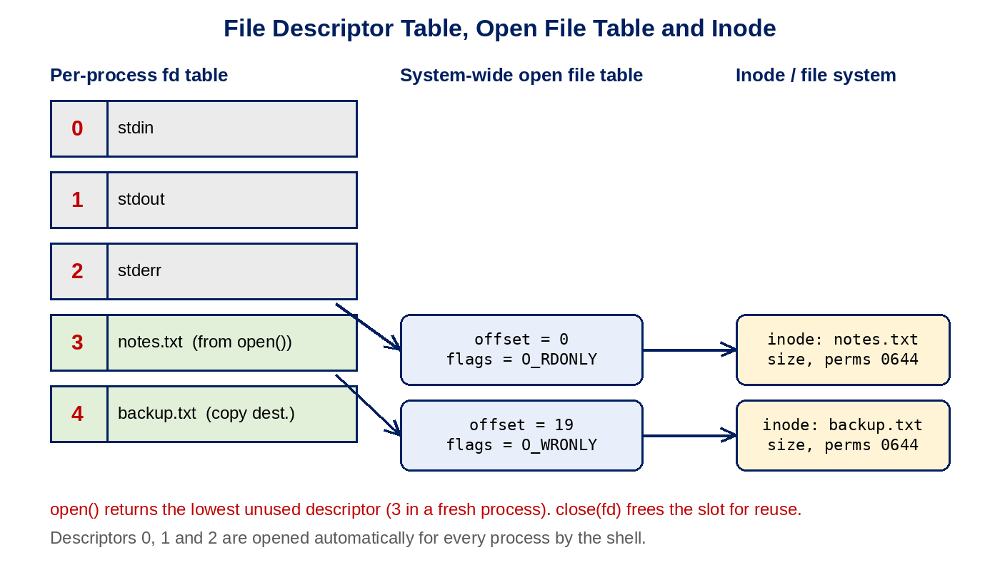 File Descriptor Table, Open File Table and Inode
Per-process fd table
System-wide open file table
Inode / file system
0 stdin
1 stdout
2 stderr
3 notes.txt (from open())
offset = 0
flags = O_RDONLY
inode: notes.txt
size, perms 0644
4 backup.txt (copy dest.)
offset = 19
flags = O_WRONLY
inode: backup.txt
size, perms 0644
open() returns the lowest unused descriptor (3 in a fresh process). close(fd) frees the slot for reuse.
Descriptors 0, 1 and 2 are opened automatically for every process by the shell.